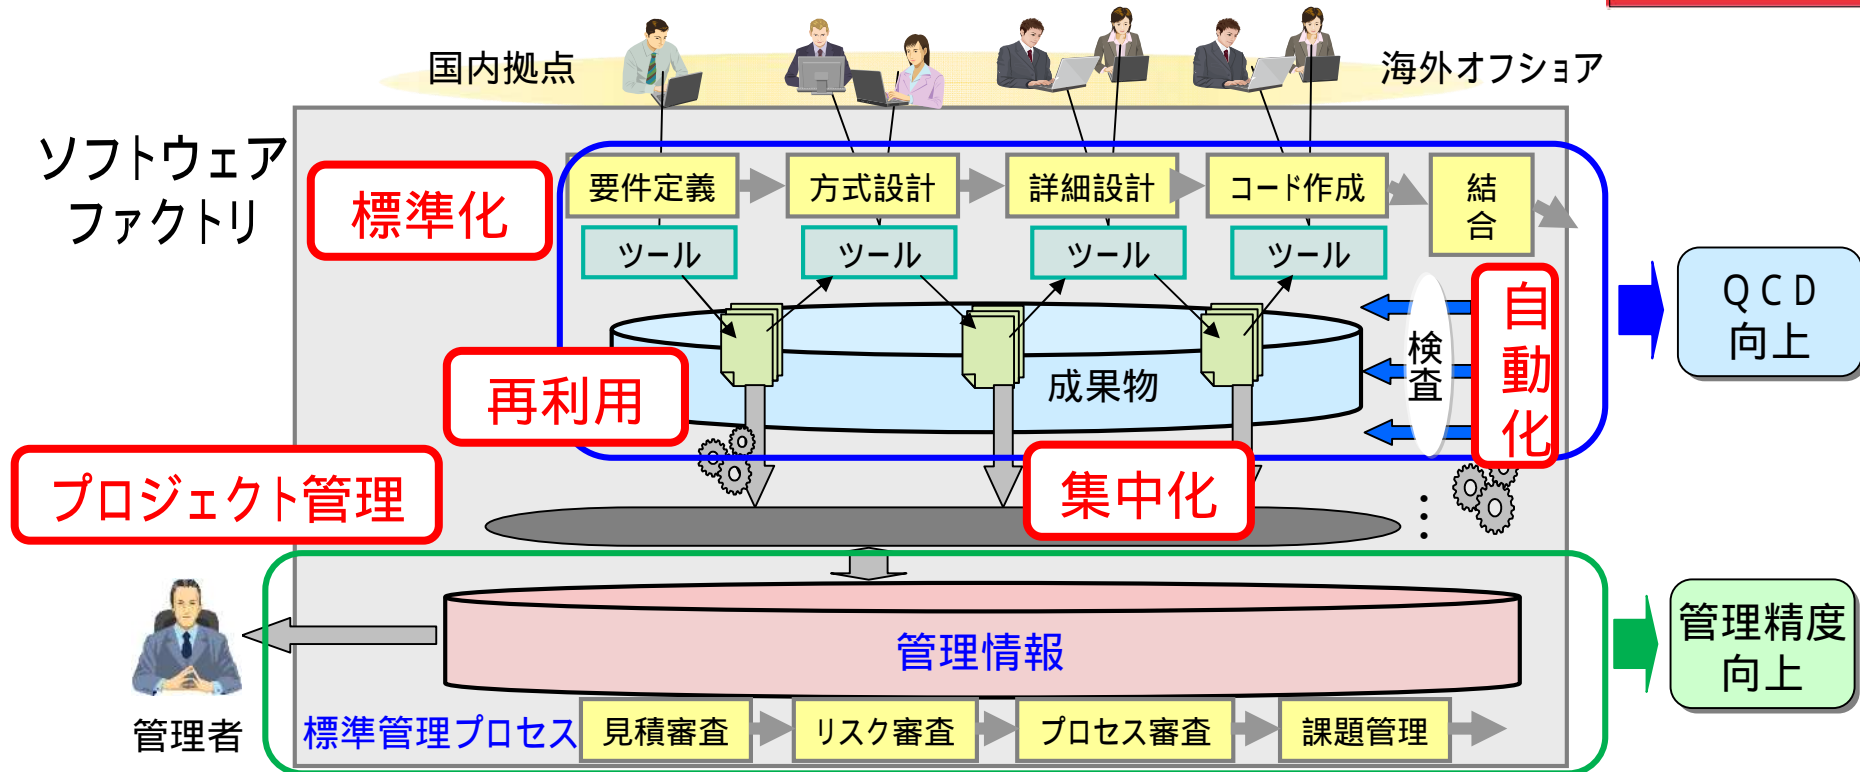 国内拠点
海外オフショア
ソフトウェア
ファクトリ
標準化
要件定義
方式設計
詳細設計
コード作成
結
合
ツール
ツール
ツール
ツール
自
動
化
検
査
QCD
向上
再利用
成果物
プロジェクト管理
集中化
管理情報
管理精度
向上
管理者
標準管理プロセス
見積審査
リスク審査
プロセス審査
課題管理